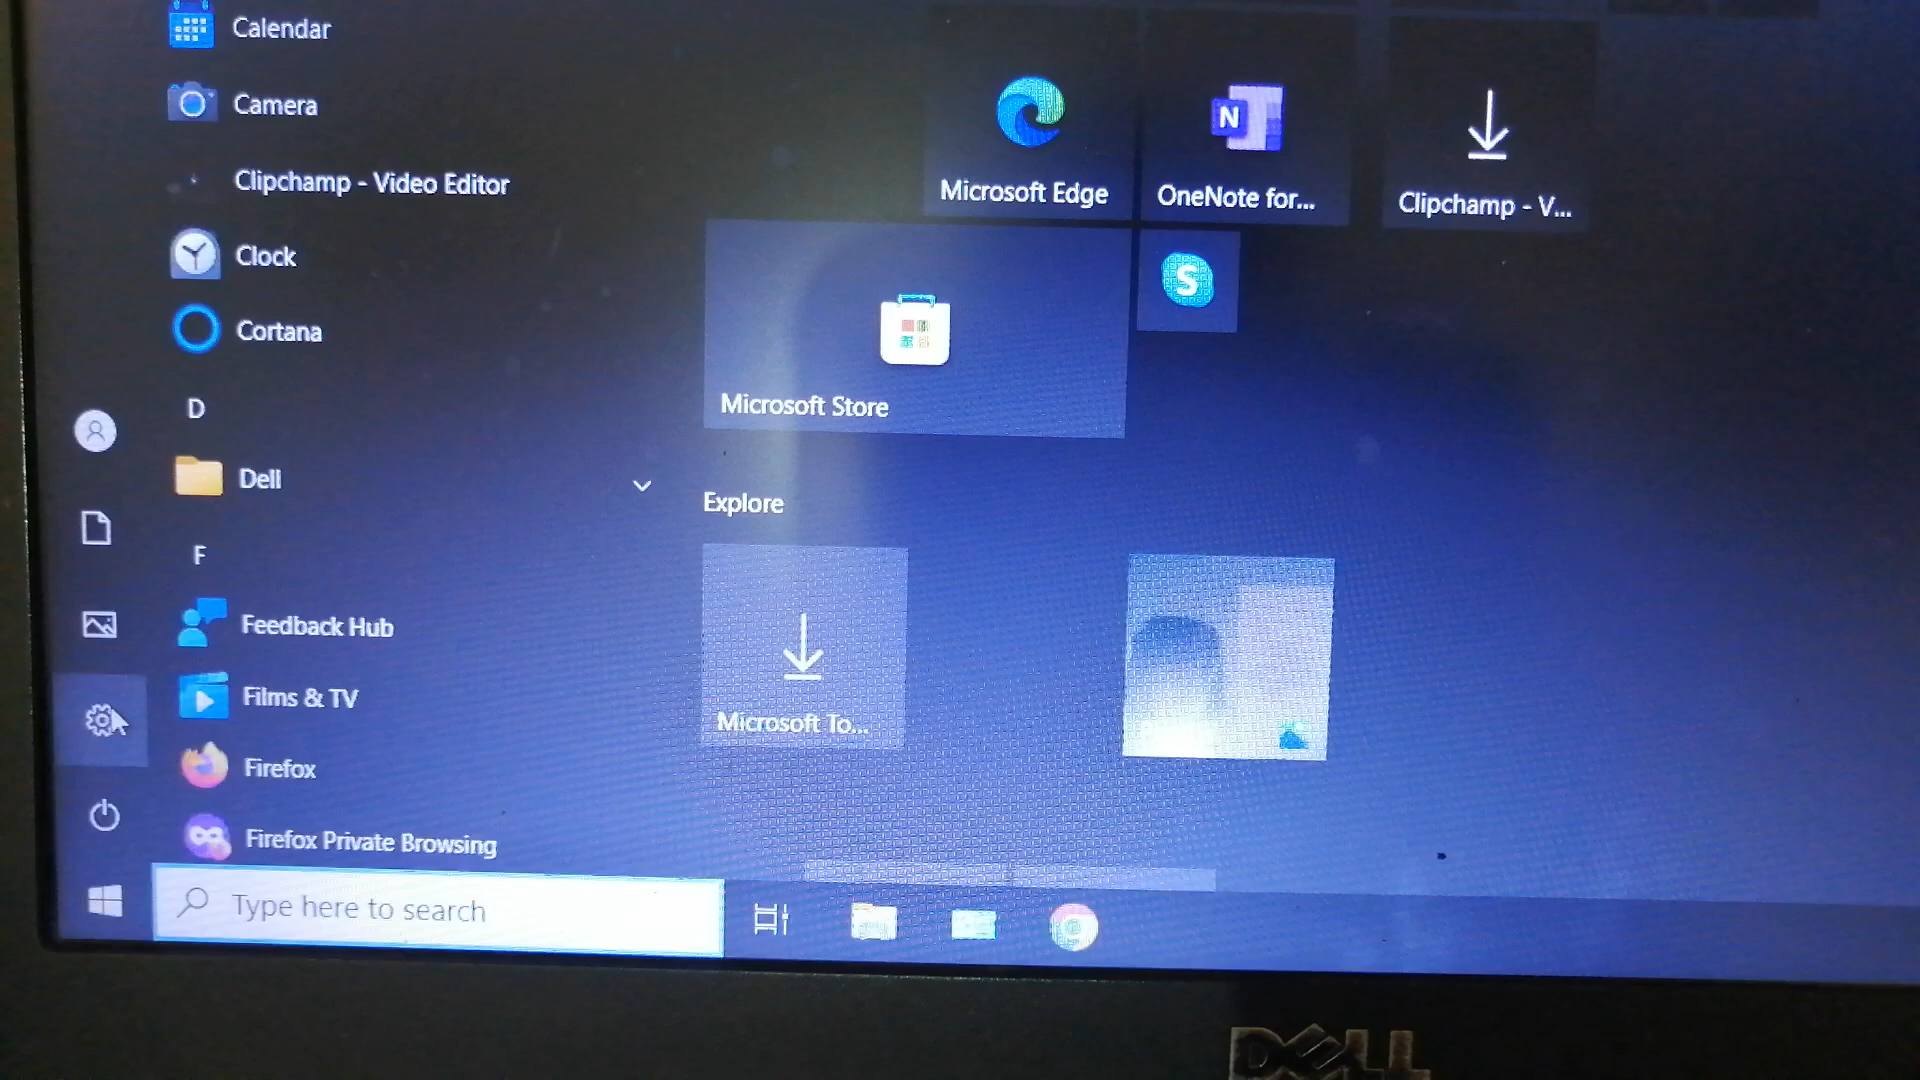 Calendar
Camera
Clipchamp - Video Editor
Clock
Cortana
D
Dell
F
Feedback Hub
Films & TV
Firefox
Firefox Private Browsing
Type here to search
Microsoft Edge
N
OneNote for...
Clipchamp - V...
S
Microsoft Store
Explore
Microsoft To...
DELL